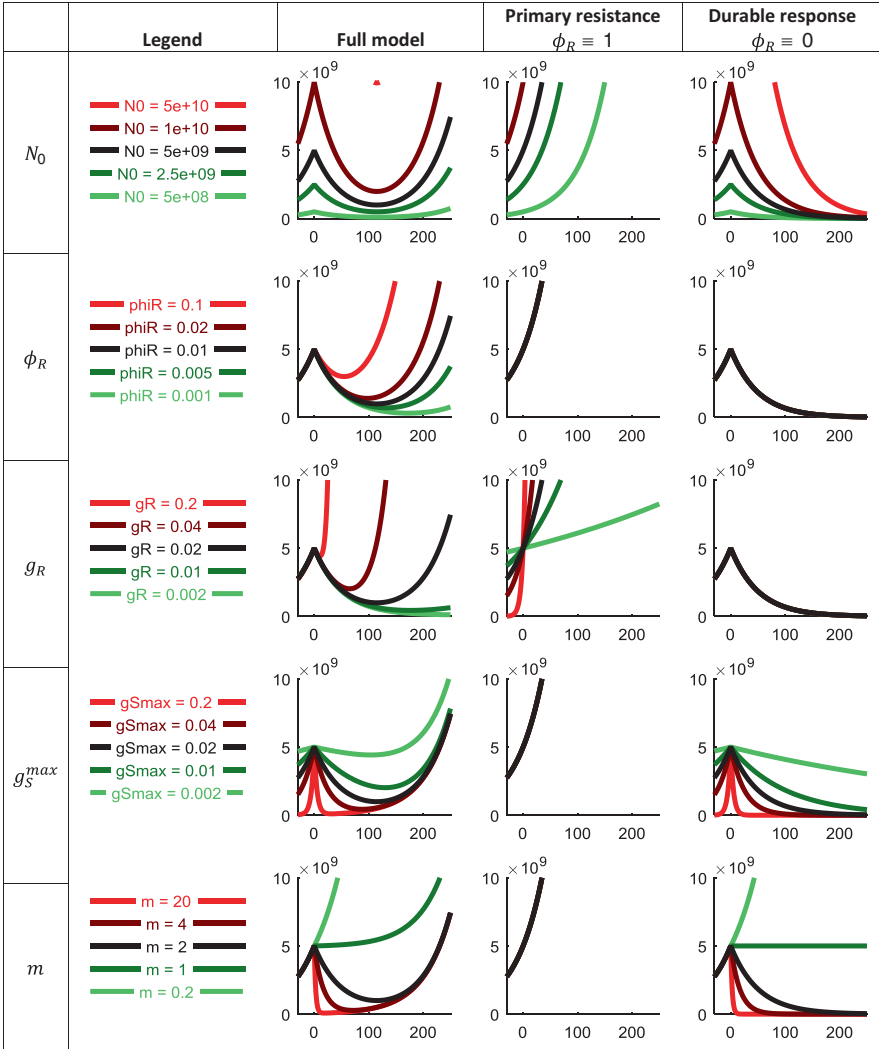 Legend
Full model
Primary resistance
ϕR ≡ 1
Durable response
ϕR ≡ 0
N0
N0 = 5e+10
N0 = 1e+10
N0 = 5e+09
N0 = 2.5e+09
N0 = 5e+08
× 10^9
10
5
0
0 100 200
× 10^9
10
5
0
0 100 200
× 10^9
10
5
0
0 100 200
ϕR
phiR = 0.1
phiR = 0.02
phiR = 0.01
phiR = 0.005
phiR = 0.001
× 10^9
10
5
0
0 100 200
× 10^9
10
5
0
0 100 200
× 10^9
10
5
0
0 100 200
gR
gR = 0.2
gR = 0.04
gR = 0.02
gR = 0.01
gR = 0.002
× 10^9
10
5
0
0 100 200
× 10^9
10
5
0
0 100 200
× 10^9
10
5
0
0 100 200
gS^max
gSmax = 0.2
gSmax = 0.04
gSmax = 0.02
gSmax = 0.01
gSmax = 0.002
× 10^9
10
5
0
0 100 200
× 10^9
10
5
0
0 100 200
× 10^9
10
5
0
0 100 200
m
m = 20
m = 4
m = 2
m = 1
m = 0.2
× 10^9
10
5
0
0 100 200
× 10^9
10
5
0
0 100 200
× 10^9
10
5
0
0 100 200